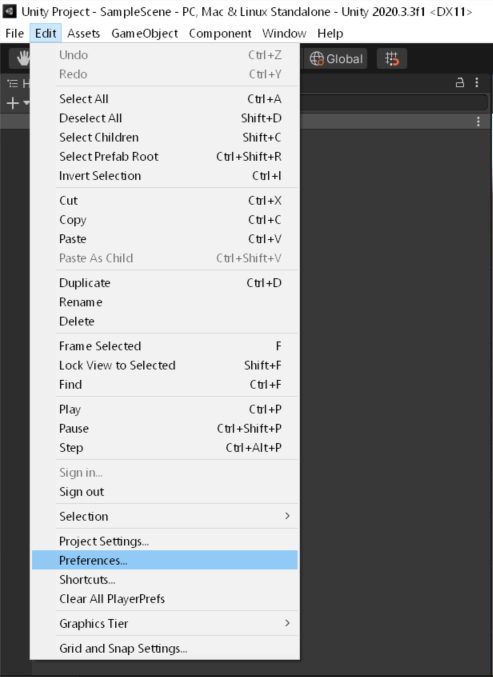 Unity Project - SampleScene - PC, Mac & Linux Standalone - Unity 2020.3.3f1 <DX11>
File Edit Assets GameObject Component Window Help
Undo Ctrl+Z
Global
Redo Ctrl+Y
Select All Ctrl+A
Deselect All Shift+D
Select Children Shift+C
Select Prefab Root Ctrl+Shift+R
Invert Selection Ctrl+I
Cut Ctrl+X
Copy Ctrl+C
Paste Ctrl+V
Paste As Child Ctrl+Shift+V
Duplicate Ctrl+D
Rename
Delete
Frame Selected F
Lock View to Selected Shift+F
Find Ctrl+F
Play Ctrl+P
Pause Ctrl+Shift+P
Step Ctrl+Alt+P
Sign in...
Sign out
Selection >
Project Settings...
Preferences...
Shortcuts...
Clear All PlayerPrefs
Graphics Tier >
Grid and Snap Settings...